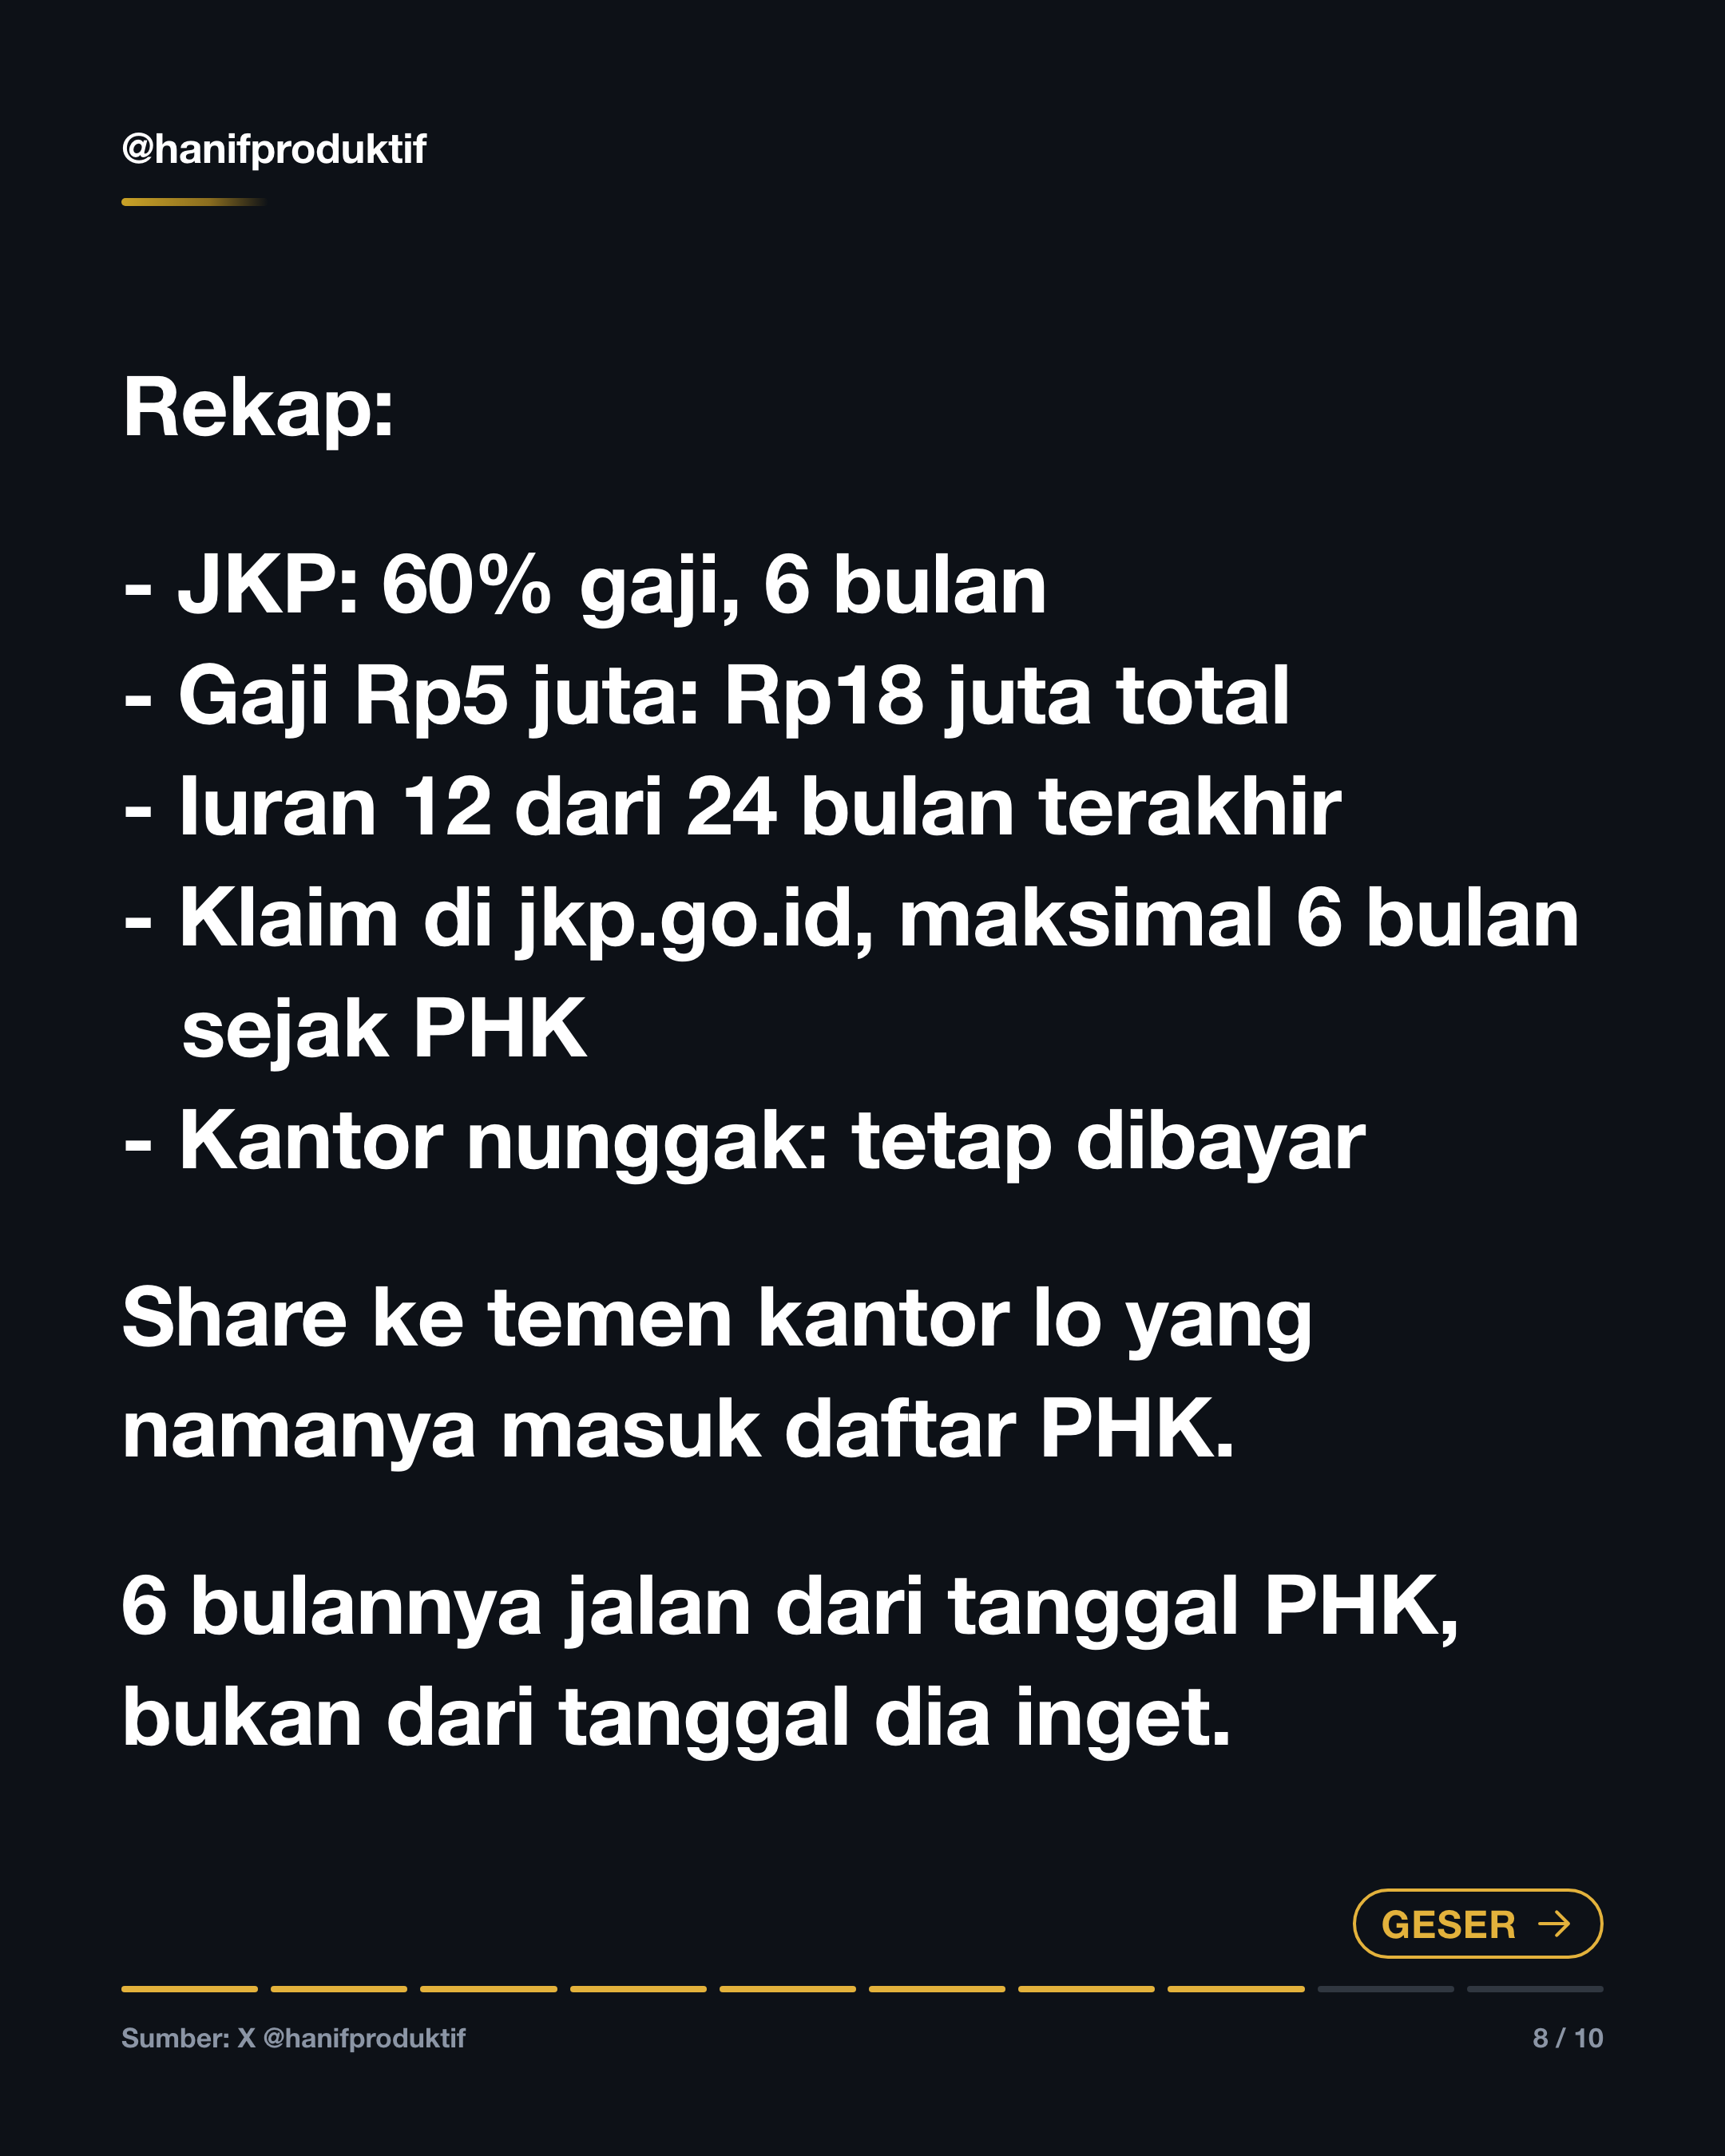 @hanifproduktif
Rekap:
- JKP: 60% gaji, 6 bulan
- Gaji Rp5 juta: Rp18 juta total
- Iuran 12 dari 24 bulan terakhir
- Klaim di jkp.go.id, maksimal 6 bulan
sejak PHK
- Kantor nunggak: tetap dibayar
Share ke temen kantor lo yang
namanya masuk daftar PHK.
6 bulannya jalan dari tanggal PHK,
bukan dari tanggal dia inget.
GESER →
Sumber: X @hanifproduktif
8 / 10